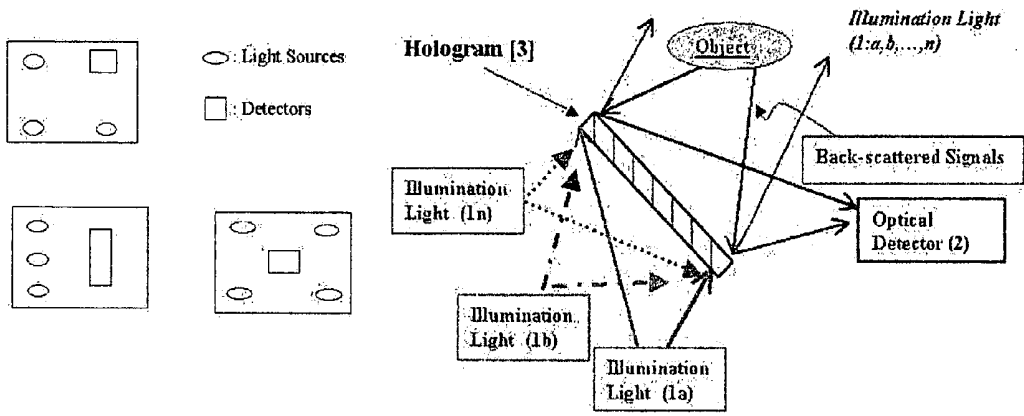 : Light Sources
: Detectors
Hologram [3]
Object
Illumination Light
(1:a,b,...,n)
Back-scattered Signals
Illumination
Light (1n)
Optical
Detector (2)
Illumination
Light (1b)
Illumination
Light (1a)